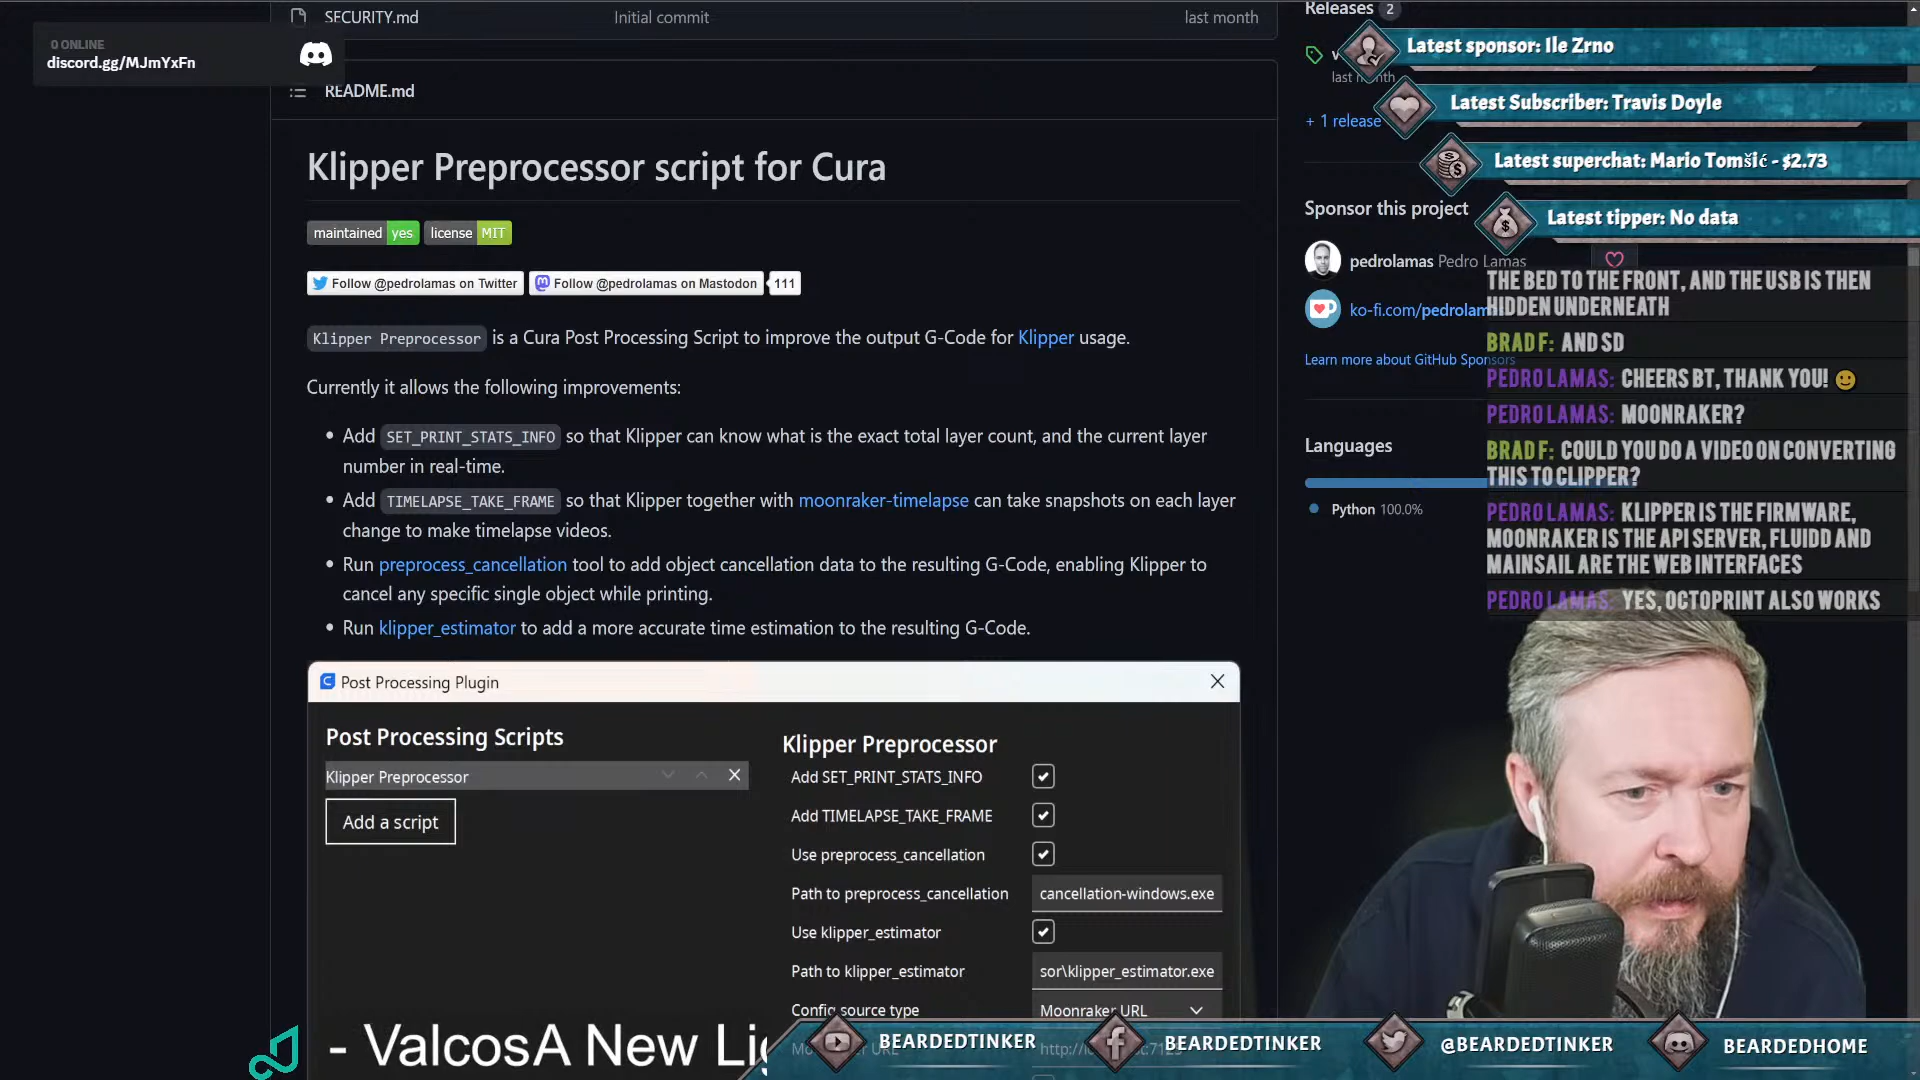 SECURITY.md Initial commit last month
0 ONLINE
discord.gg/MJmYxFn
README.md
Klipper Preprocessor script for Cura
maintained yes license MIT
Follow @pedrolamas on Twitter Follow @pedrolamas on Mastodon 111
Klipper Preprocessor is a Cura Post Processing Script to improve the output G-Code for Klipper usage.
Currently it allows the following improvements:
Add SET_PRINT_STATS_INFO so that Klipper can know what is the exact total layer count, and the current layer
number in real-time.
Add TIMELAPSE_TAKE_FRAME so that Klipper together with moonraker-timelapse can take snapshots on each layer
change to make timelapse videos.
Run preprocess_cancellation tool to add object cancellation data to the resulting G-Code, enabling Klipper to
cancel any specific single object while printing.
Run klipper_estimator to add a more accurate time estimation to the resulting G-Code.
Post Processing Plugin
Post Processing Scripts
Klipper Preprocessor
Add a script
Klipper Preprocessor
Add SET_PRINT_STATS_INFO
Add TIMELAPSE_TAKE_FRAME
Use preprocess_cancellation
Path to preprocess_cancellation cancellation-windows.exe
Use klipper_estimator
Path to klipper_estimator sor\klipper_estimator.exe
Config source type Moonraker URL
Releases 2
last month
+ 1 release
Sponsor this project
pedrolamas Pedro Lamas
ko-fi.com/pedrolam
Learn more about GitHub Sponsors
Languages
Python 100.0%
Latest sponsor: Ile Zrno
Latest Subscriber: Travis Doyle
Latest superchat: Mario Tomšić - $2.73
Latest tipper: No data
THE BED TO THE FRONT, AND THE USB IS THEN
HIDDEN UNDERNEATH
BRAD F: AND SD
PEDRO LAMAS: CHEERS BT, THANK YOU! 🙂
PEDRO LAMAS: MOONRAKER?
BRAD F: COULD YOU DO A VIDEO ON CONVERTING
THIS TO CLIPPER?
PEDRO LAMAS: KLIPPER IS THE FIRMWARE,
MOONRAKER IS THE API SERVER, FLUIDD AND
MAINSAIL ARE THE WEB INTERFACES
PEDRO LAMAS: YES, OCTOPRINT ALSO WORKS
- ValcosA New Lig
BEARDEDTINKER BEARDEDTINKER @BEARDEDTINKER BEARDEDHOME